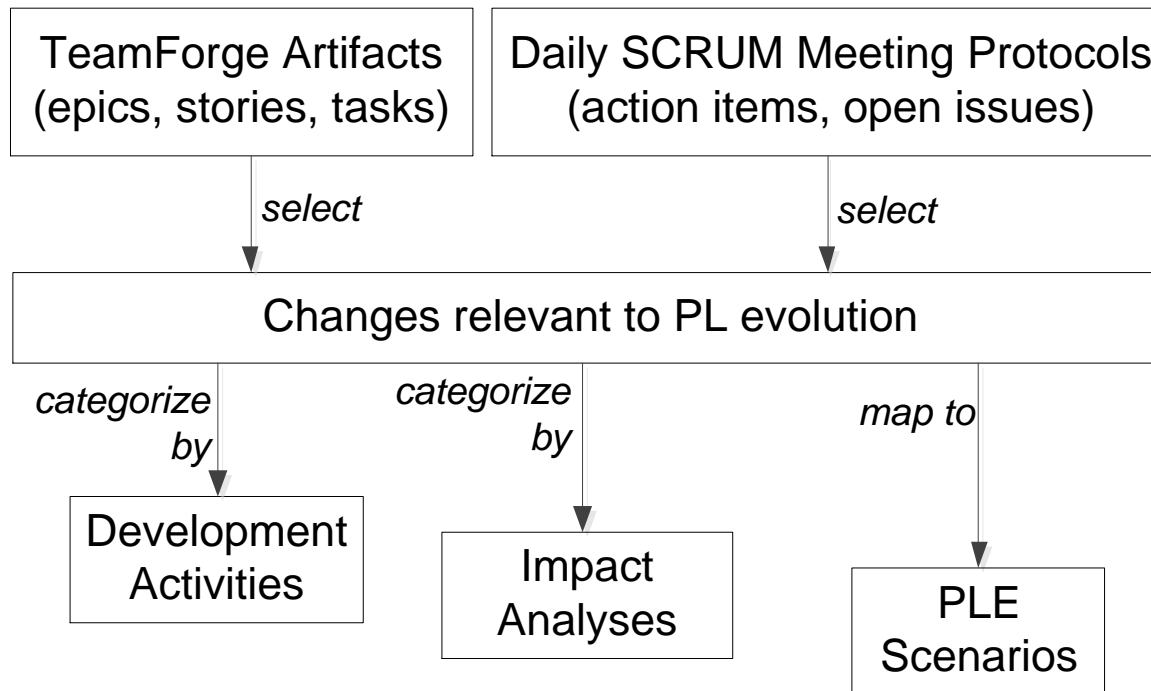 TeamForge Artifacts
(epics, stories, tasks)
Daily SCRUM Meeting Protocols
(action items, open issues)
select
select
Changes relevant to PL evolution
categorize
by
categorize
by
map to
Development
Activities
Impact
Analyses
PLE
Scenarios